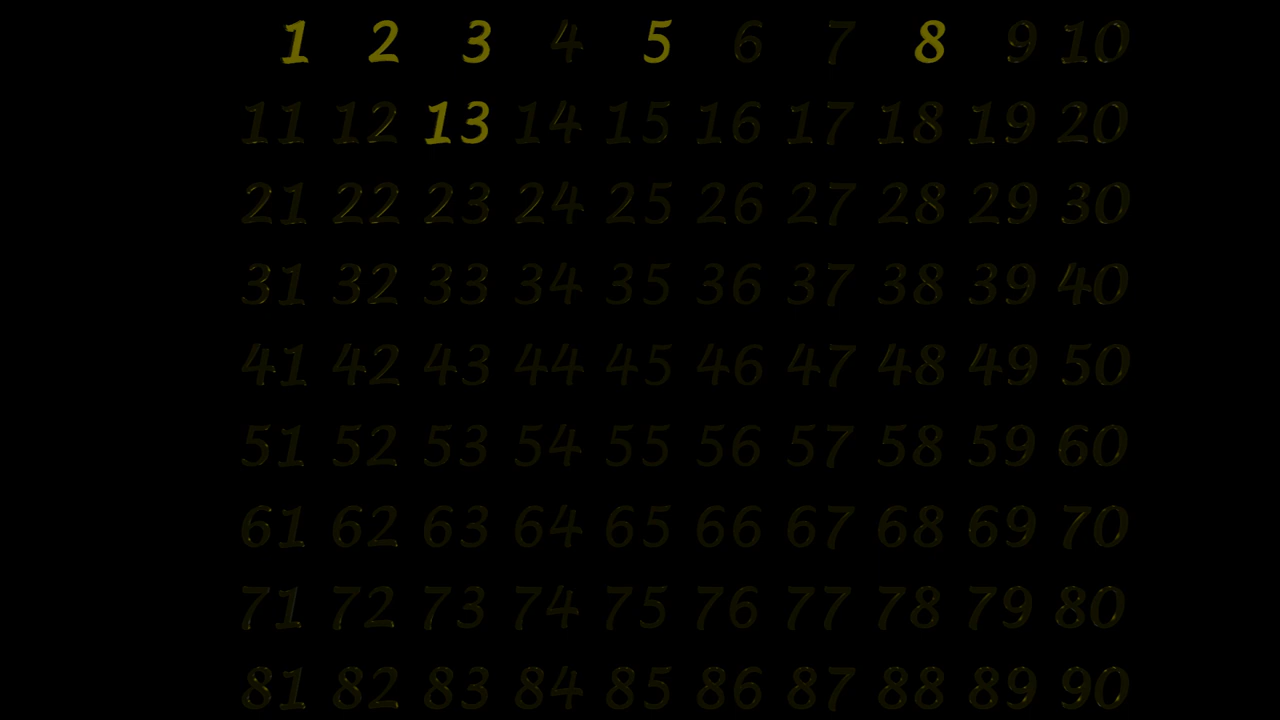 1 2 3 4 5 6 7 8 9 10
11 12 13 14 15 16 17 18 19 20
21 22 23 24 25 26 27 28 29 30
31 32 33 34 35 36 37 38 39 40
41 42 43 44 45 46 47 48 49 50
51 52 53 54 55 56 57 58 59 60
61 62 63 64 65 66 67 68 69 70
71 72 73 74 75 76 77 78 79 80
81 82 83 84 85 86 87 88 89 90